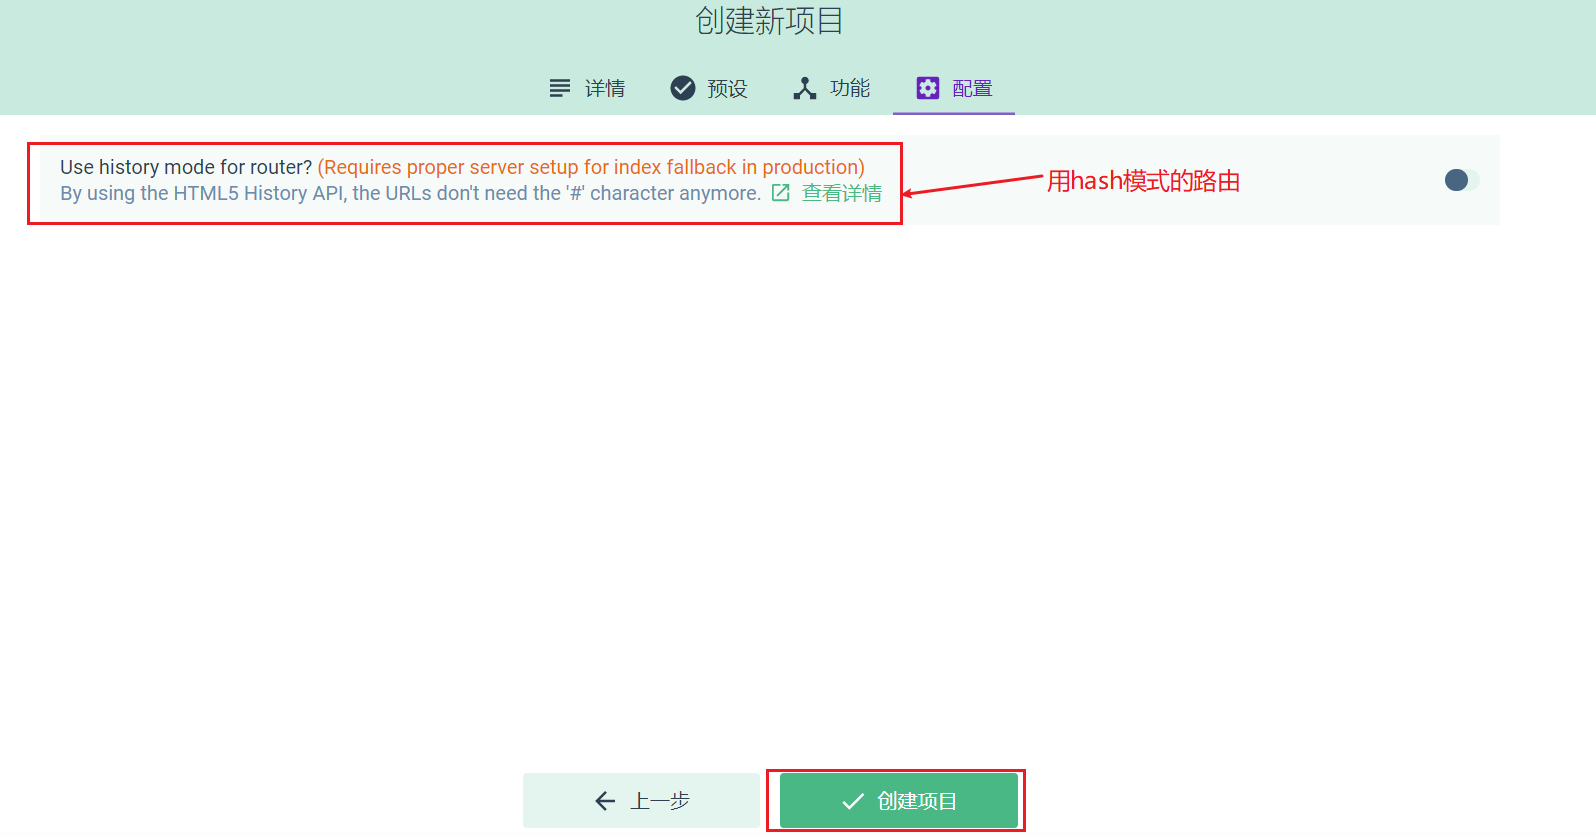 创建新项目
详情
预设
功能
配置
Use history mode for router? (Requires proper server setup for index fallback in production)
By using the HTML5 History API, the URLs don't need the '#' character anymore. 查看详情
用hash模式的路由
上一步
创建项目